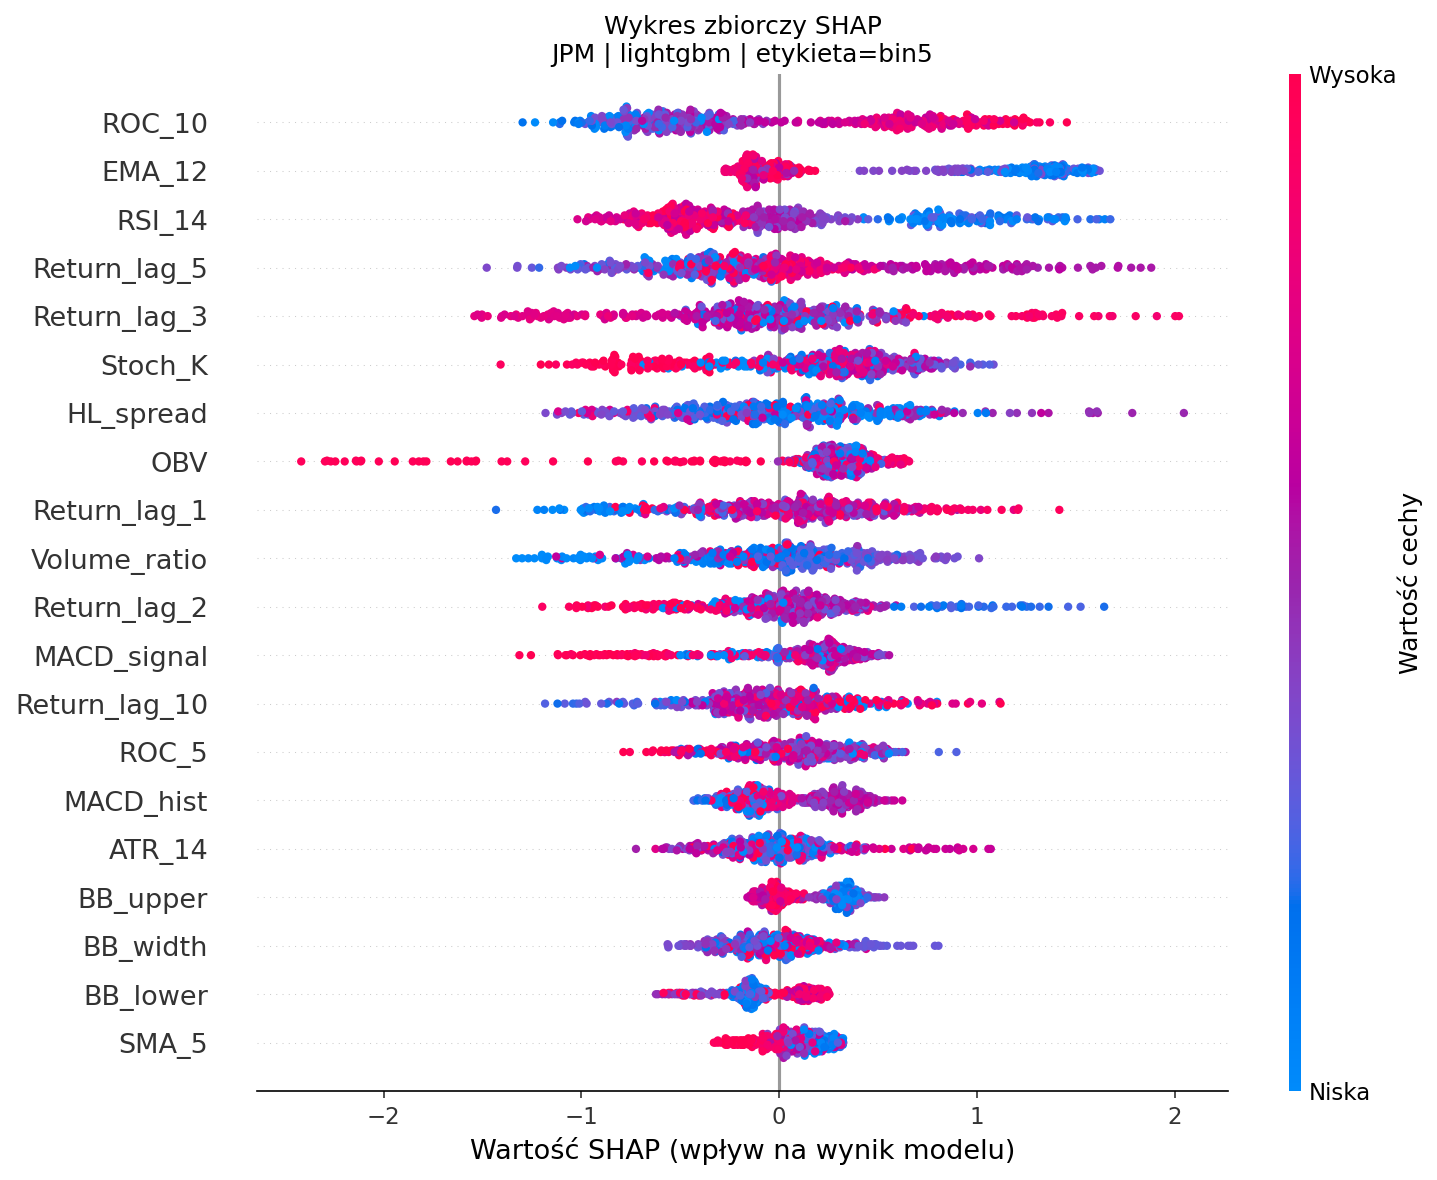 Wykres zbiorczy SHAP
JPM | lightgbm | etykieta=bin5
ROC_10
EMA_12
RSI_14
Return_lag_5
Return_lag_3
Stoch_K
HL_spread
OBV
Return_lag_1
Volume_ratio
Return_lag_2
MACD_signal
Return_lag_10
ROC_5
MACD_hist
ATR_14
BB_upper
BB_width
BB_lower
SMA_5
−2
−1
0
1
2
Wartość SHAP (wpływ na wynik modelu)
Wysoka
Wartość cechy
Niska